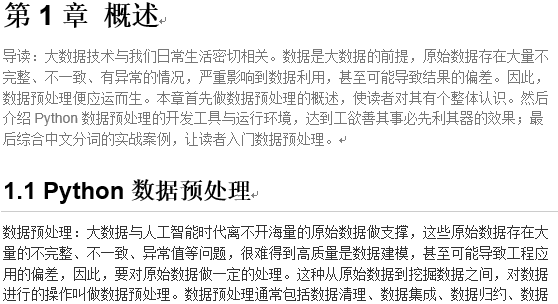 第 1 章 概述
导读：大数据技术与我们日常生活密切相关。数据是大数据的前提，原始数据存在大量不
完整、不一致、有异常的情况，严重影响到数据利用，甚至可能导致结果的偏差。因此，
数据预处理便应运而生。本章首先做数据预处理的概述，使读者对其有个整体认识。然后
介绍 Python 数据预处理的开发工具与运行环境，达到工欲善其事必先利其器的效果；最
后综合中文分词的实战案例，让读者入门数据预处理。
1.1 Python 数据预处理
数据预处理：大数据与人工智能时代离不开海量的原始数据做支撑，这些原始数据存在大
量的不完整、不一致、异常值等问题，很难得到高质量是数据建模，甚至可能导致工程应
用的偏差，因此，要对原始数据做一定的处理。这种从原始数据到挖掘数据之间，对数据
进行的操作叫做数据预处理。数据预处理通常包括数据清理、数据集成、数据归约、数据